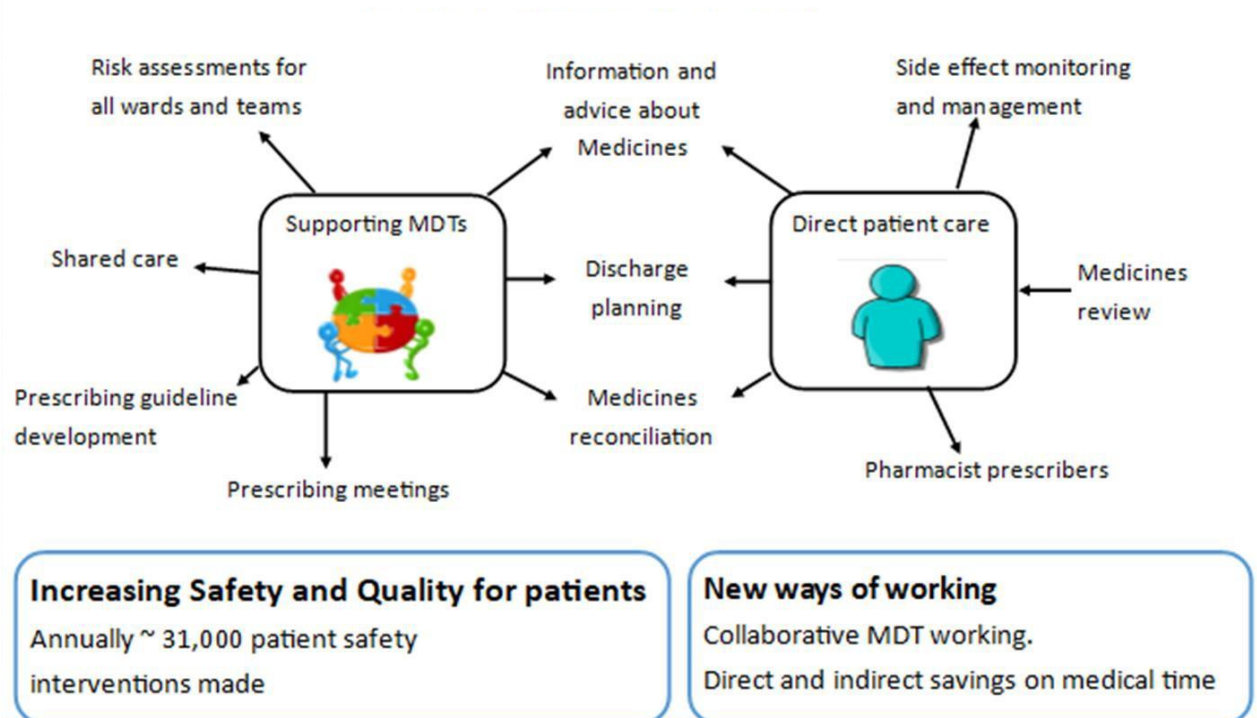 Risk assessments for
all wards and teams
Information and
advice about
Medicines
Side effect monitoring
and management
Supporting MDTs
Direct patient care
Shared care
Discharge
planning
Medicines
review
Prescribing guideline
development
Medicines
reconciliation
Prescribing meetings
Pharmacist prescribers
Increasing Safety and Quality for patients
Annually ~ 31,000 patient safety
interventions made
New ways of working
Collaborative MDT working.
Direct and indirect savings on medical time